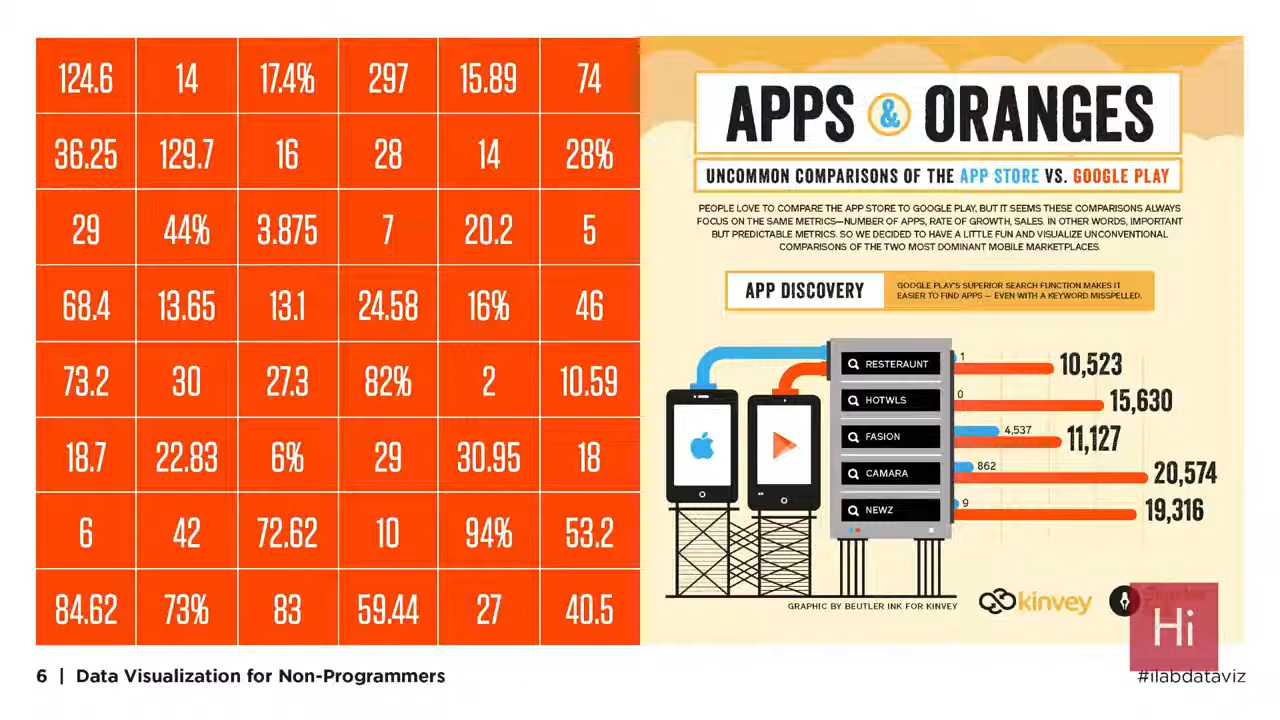 124.6 14 17.4% 297 15.89 74
36.25 129.7 16 28 14 28%
29 44% 3.875 7 20.2 5
68.4 13.65 13.1 24.58 16% 46
73.2 30 27.3 82% 2 10.59
18.7 22.83 6% 29 30.95 18
6 42 72.62 10 94% 53.2
84.62 73% 83 59.44 27 40.5
APPS & ORANGES
UNCOMMON COMPARISONS OF THE APP STORE VS. GOOGLE PLAY
PEOPLE LOVE TO COMPARE THE APP STORE TO GOOGLE PLAY, BUT IT SEEMS THESE COMPARISONS ALWAYS
FOCUS ON THE SAME METRICS—NUMBER OF APPS, RATE OF GROWTH, SALES. IN OTHER WORDS, IMPORTANT
BUT PREDICTABLE METRICS. SO WE DECIDED TO HAVE A LITTLE FUN AND VISUALIZE UNCONVENTIONAL
COMPARISONS OF THE TWO MOST DOMINANT MOBILE MARKETPLACES.
APP DISCOVERY
GOOGLE PLAY'S SUPERIOR SEARCH FUNCTION MAKES IT
EASIER TO FIND APPS — EVEN WITH A KEYWORD MISSPELLED.
RESTERAUNT 1 10,523
HOTWLS 0 15,630
FASION 4,537 11,127
CAMARA 862 20,574
NEWZ 9 19,316
GRAPHIC BY BEUTLER INK FOR KINVEY
kinvey
Hi
6 | Data Visualization for Non-Programmers
#ilabdataviz